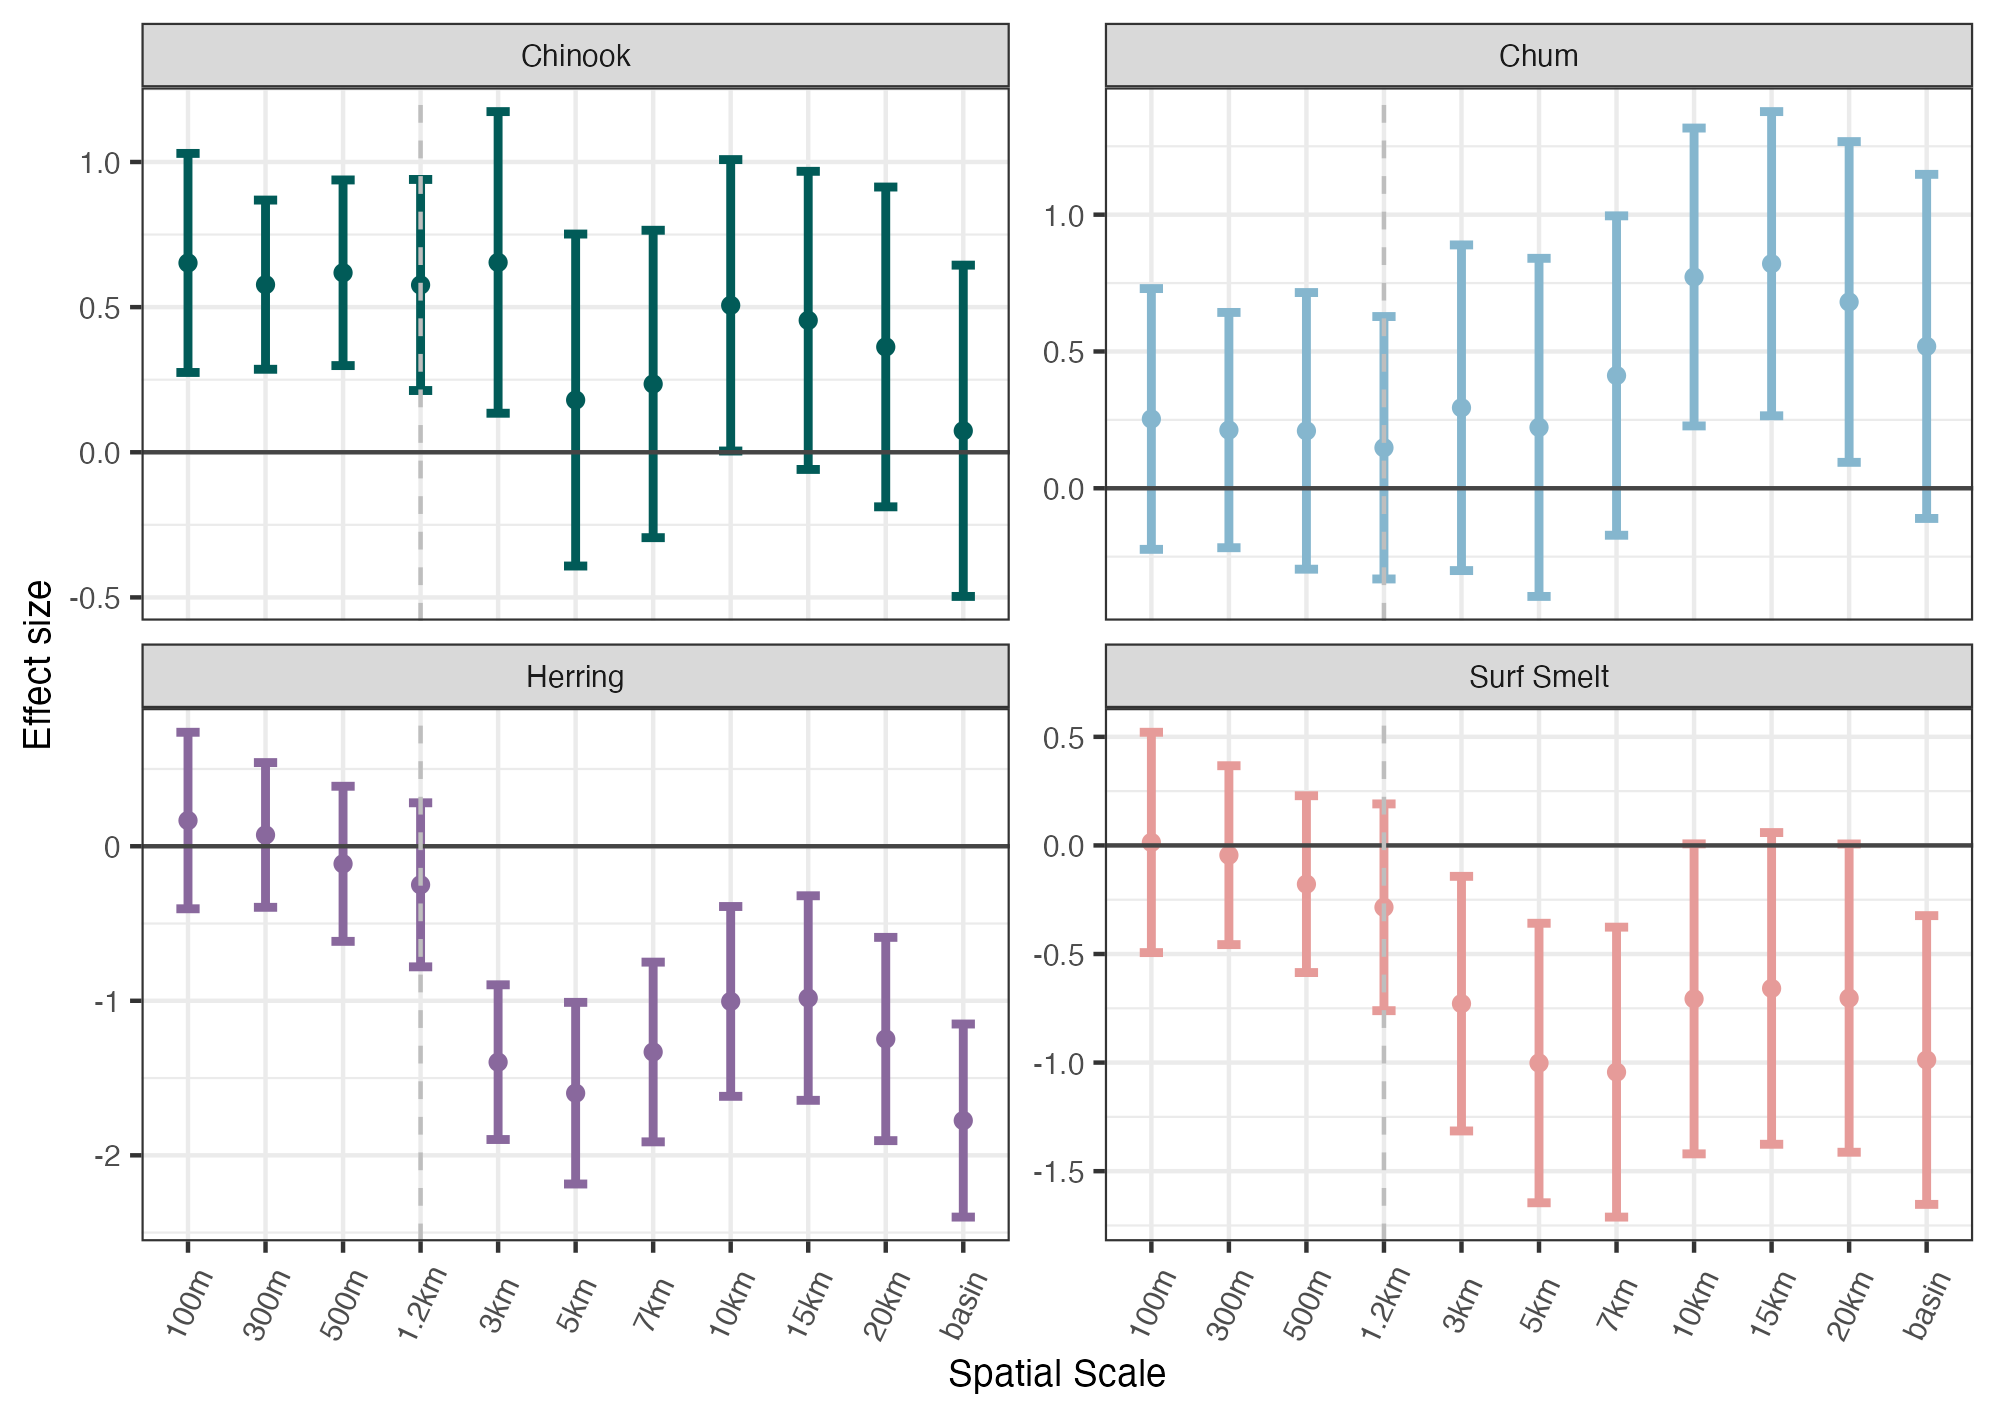 Chinook
Chum
1.0
0.5
0.0
-0.5
1.0
0.5
0.0
Effect size
Herring
Surf Smelt
0
-1
-2
0.5
0.0
-0.5
-1.0
-1.5
100m 300m 500m 1.2km 3km 5km 7km 10km 15km 20km basin
100m 300m 500m 1.2km 3km 5km 7km 10km 15km 20km basin
Spatial Scale